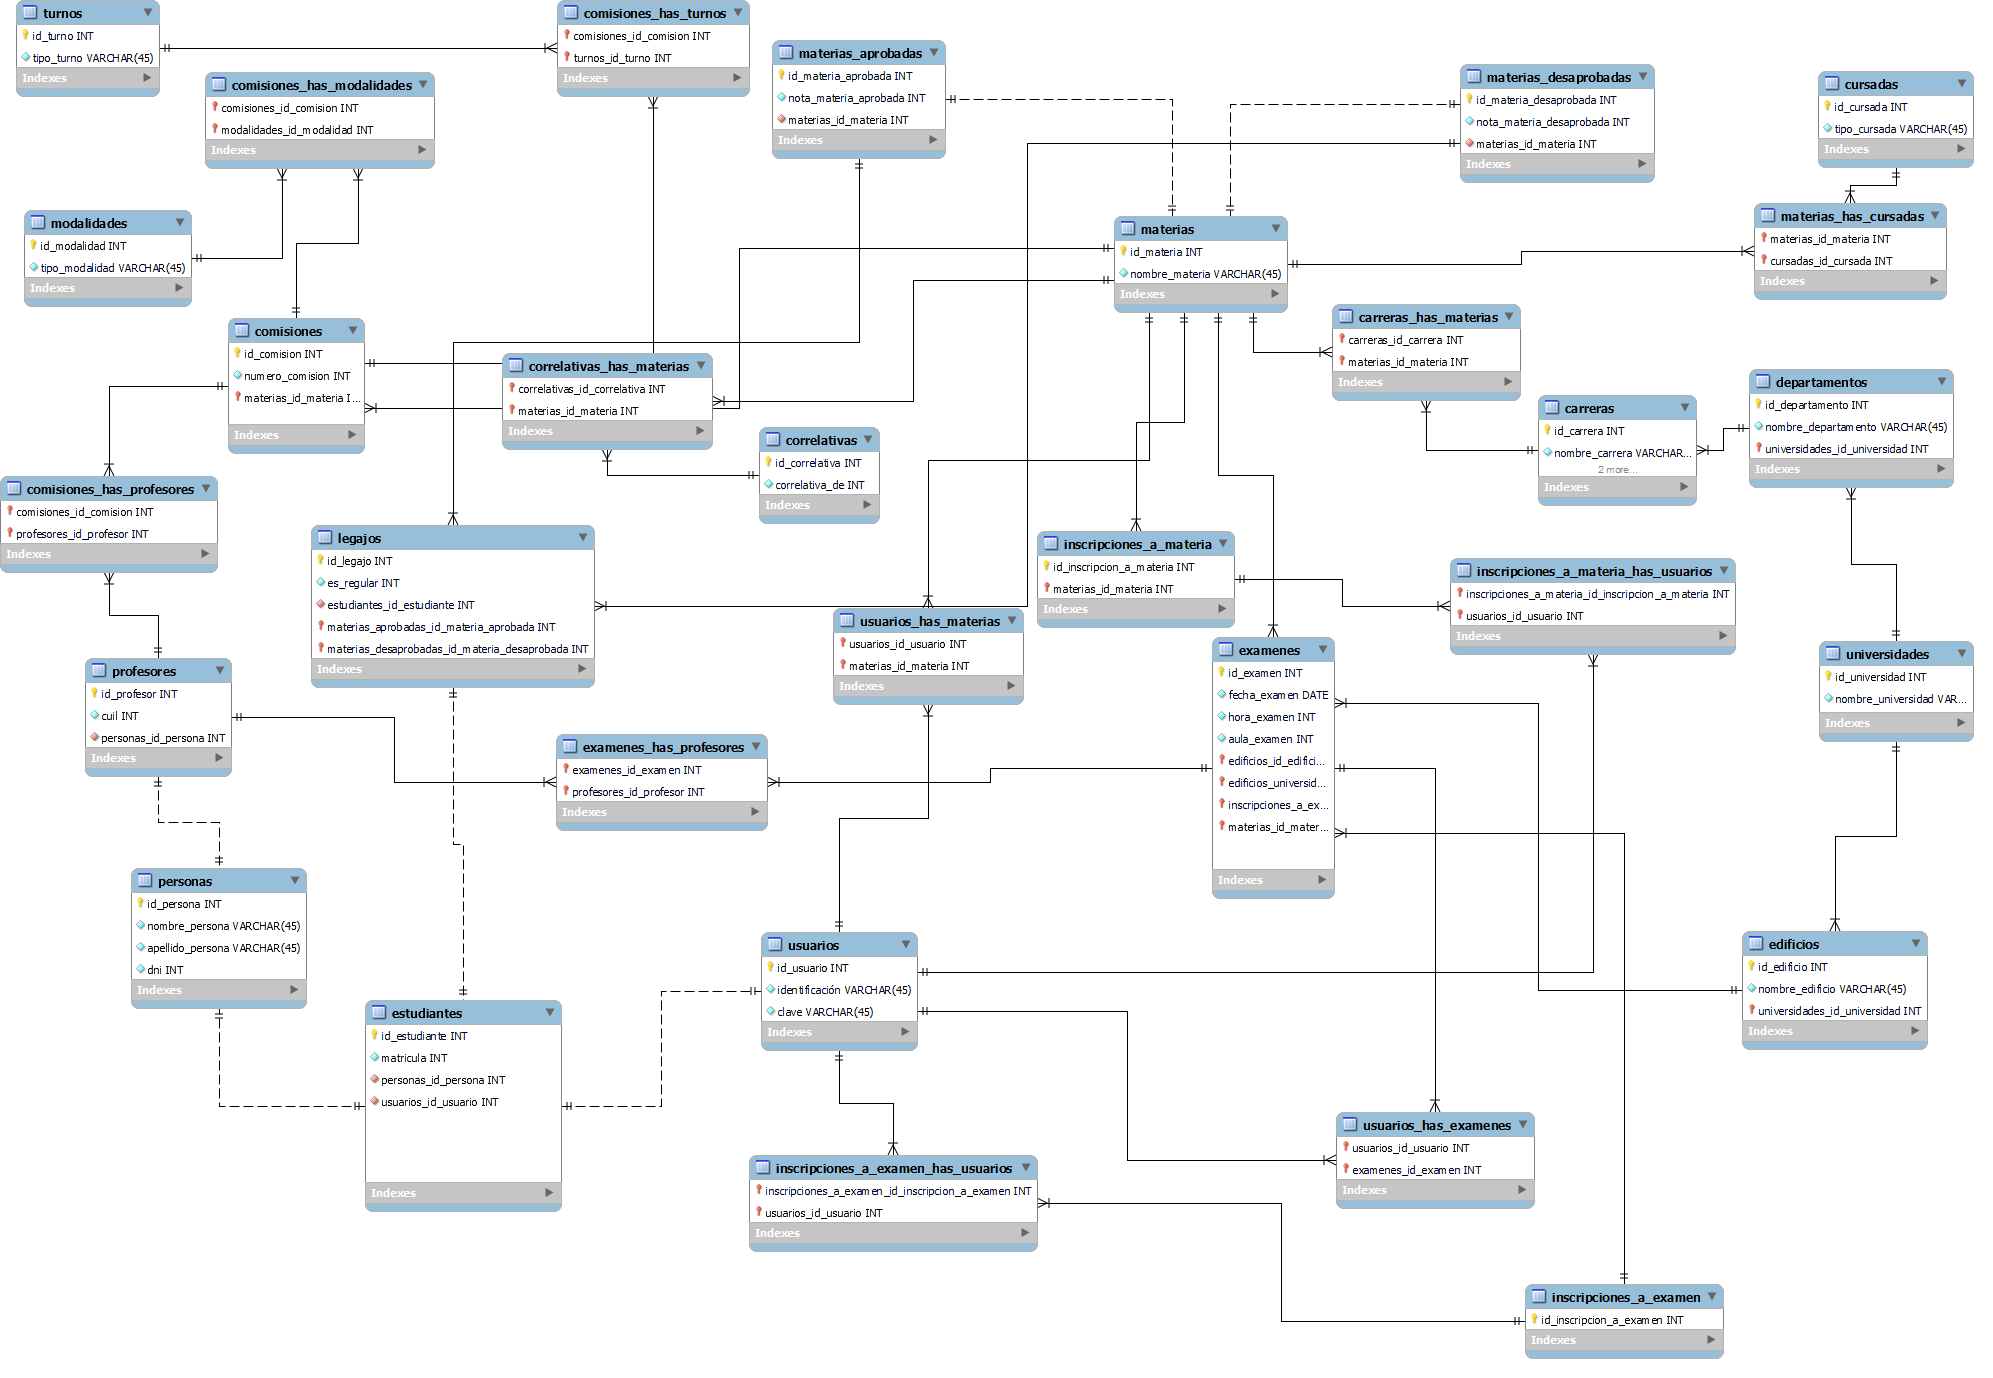 turnos
id_turno INT
tipo_turno VARCHAR(45)
Indexes
comisiones_has_turnos
comisiones_id_comision INT
turnos_id_turno INT
Indexes
comisiones_has_modalidades
comisiones_id_comision INT
modalidades_id_modalidad INT
Indexes
materias_aprobadas
id_materia_aprobada INT
nota_materia_aprobada INT
materias_id_materia INT
Indexes
materias_desaprobadas
id_materia_desaprobada INT
nota_materia_desaprobada INT
materias_id_materia INT
Indexes
cursadas
id_cursada INT
tipo_cursada VARCHAR(45)
Indexes
modalidades
id_modalidad INT
tipo_modalidad VARCHAR(45)
Indexes
materias
id_materia INT
nombre_materia VARCHAR(45)
Indexes
materias_has_cursadas
materias_id_materia INT
cursadas_id_cursada INT
Indexes
comisiones
id_comision INT
numero_comision INT
materias_id_materia I...
Indexes
correlativas_has_materias
correlativas_id_correlativa INT
materias_id_materia INT
Indexes
carreras_has_materias
carreras_id_carrera INT
materias_id_materia INT
Indexes
carreras
id_carrera INT
nombre_carrera VARCHAR...
2 more...
Indexes
departamentos
id_departamento INT
nombre_departamento VARCHAR(45)
universidades_id_universidad INT
Indexes
correlativas
id_correlativa INT
correlativa_de INT
Indexes
comisiones_has_profesores
comisiones_id_comision INT
profesores_id_profesor INT
Indexes
legajos
id_legajo INT
es_regular INT
estudiantes_id_estudiante INT
materias_aprobadas_id_materia_aprobada INT
materias_desaprobadas_id_materia_desaprobada INT
Indexes
inscripciones_a_materia
id_inscripcion_a_materia INT
materias_id_materia INT
Indexes
inscripciones_a_materia_has_usuarios
inscripciones_a_materia_id_inscripcion_a_materia INT
usuarios_id_usuario INT
Indexes
usuarios_has_materias
usuarios_id_usuario INT
materias_id_materia INT
Indexes
examenes
id_examen INT
fecha_examen DATE
hora_examen INT
aula_examen INT
edificios_id_edifici...
edificios_universid...
inscripciones_a_ex...
materias_id_mater...
Indexes
universidades
id_universidad INT
nombre_universidad VAR...
Indexes
profesores
id_profesor INT
cuil INT
personas_id_persona INT
Indexes
examenes_has_profesores
examenes_id_examen INT
profesores_id_profesor INT
Indexes
personas
id_persona INT
nombre_persona VARCHAR(45)
apellido_persona VARCHAR(45)
dni INT
Indexes
usuarios
id_usuario INT
identificación VARCHAR(45)
clave VARCHAR(45)
Indexes
edificios
id_edificio INT
nombre_edificio VARCHAR(45)
universidades_id_universidad INT
Indexes
estudiantes
id_estudiante INT
matricula INT
personas_id_persona INT
usuarios_id_usuario INT
Indexes
usuarios_has_examenes
usuarios_id_usuario INT
examenes_id_examen INT
Indexes
inscripciones_a_examen_has_usuarios
inscripciones_a_examen_id_inscripcion_a_examen INT
usuarios_id_usuario INT
Indexes
inscripciones_a_examen
id_inscripcion_a_examen INT
Indexes